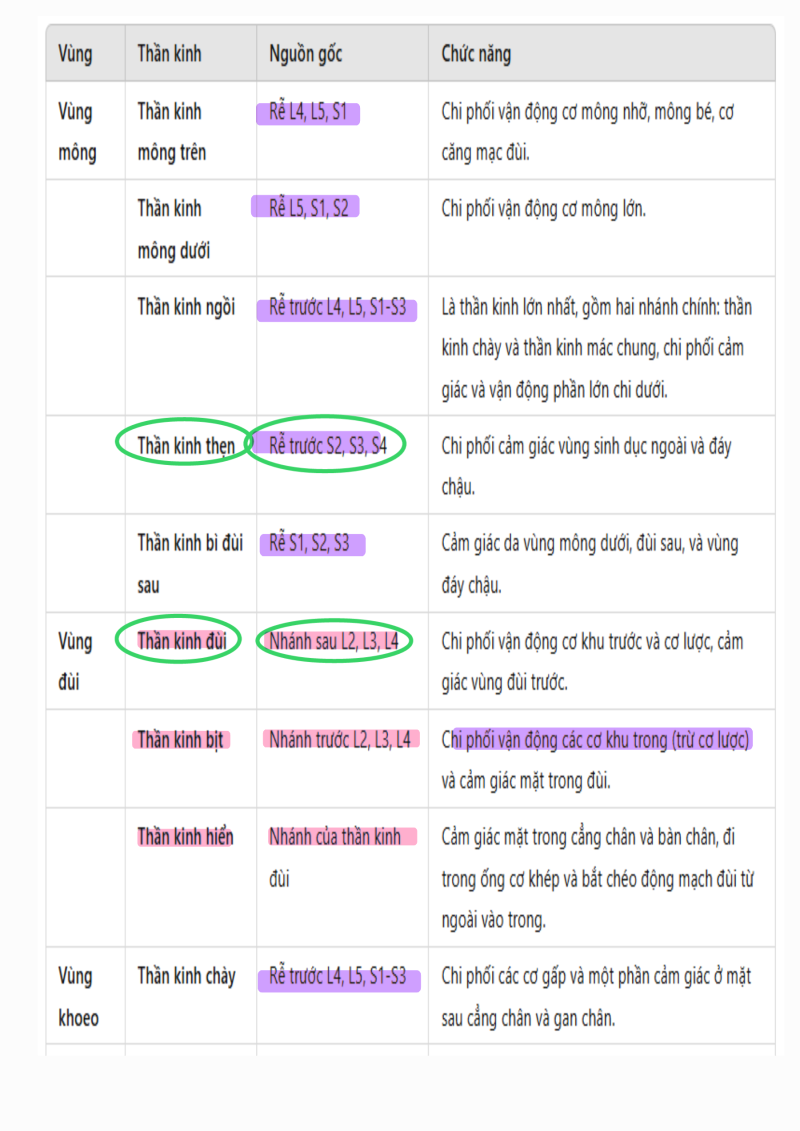 Vùng Thần kinh Nguồn gốc Chức năng
Vùng Thần kinh Rễ L4, L5, S1 Chi phối vận động cơ mông nhỡ, mông bé, cơ
mông mông trên căng mạc đùi.
Thần kinh Rễ L5, S1, S2 Chi phối vận động cơ mông lớn.
mông dưới
Thần kinh ngồi Rễ trước L4, L5, S1-S3 Là thần kinh lớn nhất, gồm hai nhánh chính: thần
kinh chày và thần kinh mác chung, chi phối cảm
giác và vận động phần lớn chi dưới.
Thần kinh thẹn Rễ trước S2, S3, S4 Chi phối cảm giác vùng sinh dục ngoài và đáy
chậu.
Thần kinh bì đùi Rễ S1, S2, S3 Cảm giác da vùng mông dưới, đùi sau, và vùng
sau đáy chậu.
Vùng Thần kinh đùi Nhánh sau L2, L3, L4 Chi phối vận động cơ khu trước và cơ lược, cảm
đùi giác vùng đùi trước.
Thần kinh bịt Nhánh trước L2, L3, L4 Chi phối vận động các cơ khu trong (trừ cơ lược)
và cảm giác mặt trong đùi.
Thần kinh hiển Nhánh của thần kinh Cảm giác mặt trong cẳng chân và bàn chân, đi
đùi trong ống cơ khép và bắt chéo động mạch đùi từ
ngoài vào trong.
Vùng Thần kinh chày Rễ trước L4, L5, S1-S3 Chi phối các cơ gấp và một phần cảm giác ở mặt
khoeo sau cẳng chân và gan chân.